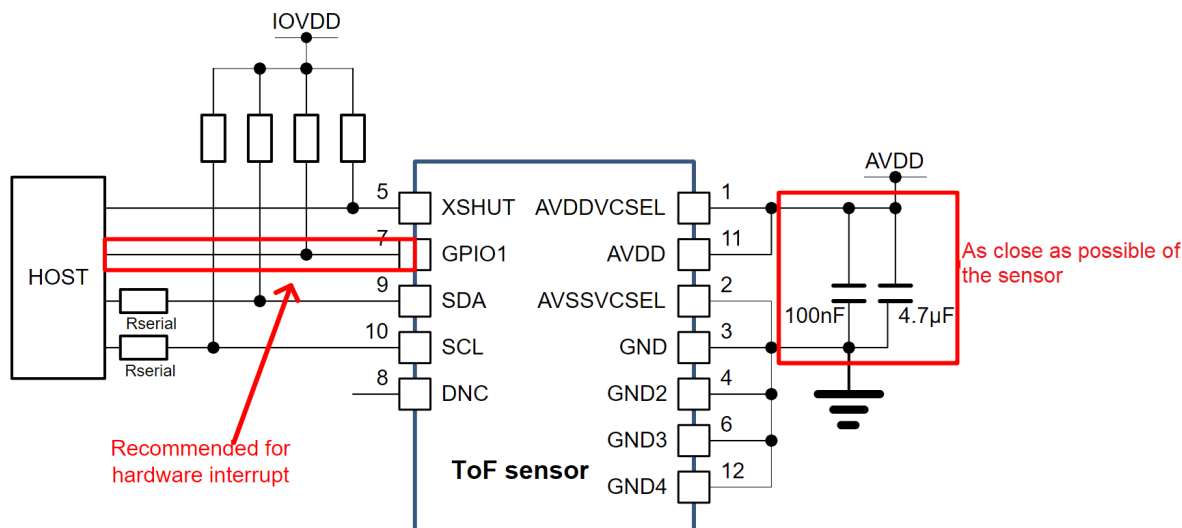 IOVDD
AVDD
HOST
5
XSHUT
7
GPIO1
9
SDA
10
SCL
8
DNC
Rserial
Rserial
AVDDVCSEL
1
AVDD
11
AVSSVCSEL
2
GND
3
GND2
4
GND3
6
GND4
12
100nF
4.7µF
As close as possible of
the sensor
Recommended for
hardware interrupt
ToF sensor